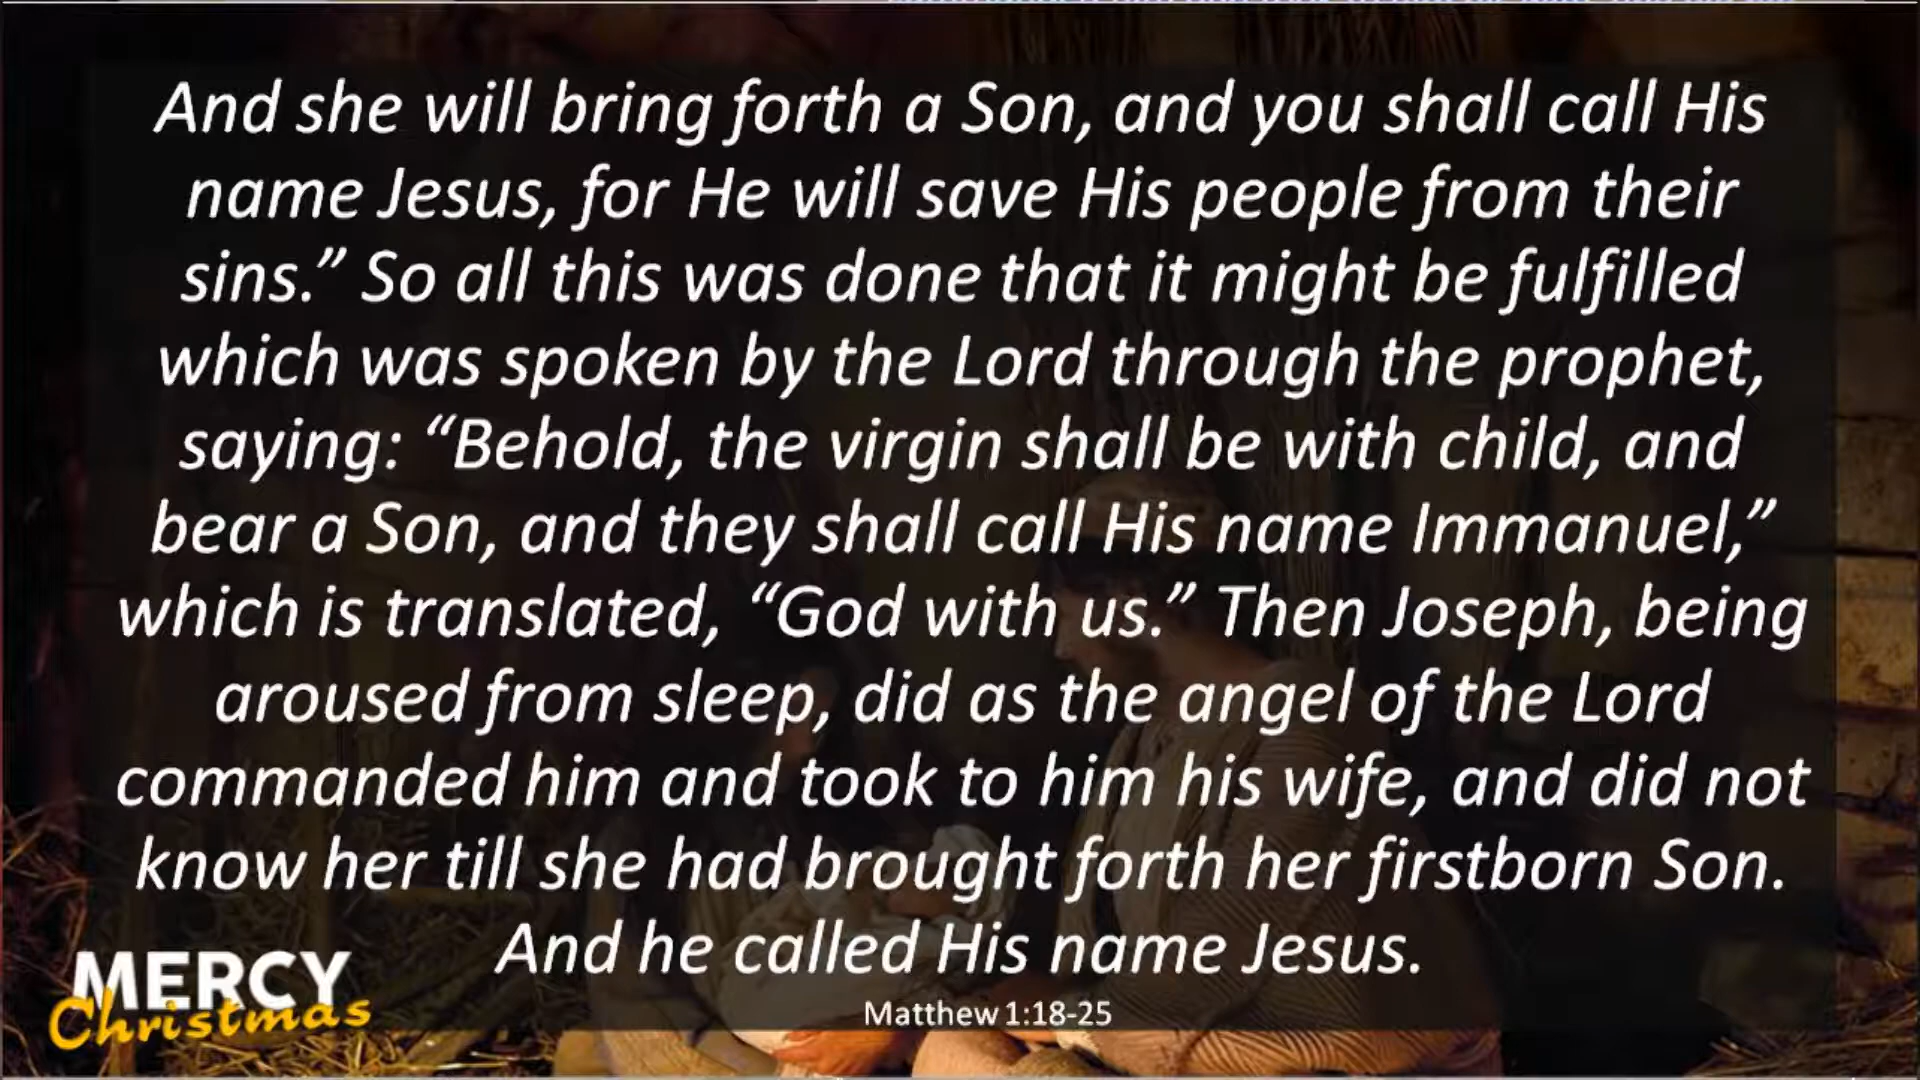 And she will bring forth a Son, and you shall call His
name Jesus, for He will save His people from their
sins.” So all this was done that it might be fulfilled
which was spoken by the Lord through the prophet,
saying: “Behold, the virgin shall be with child, and
bear a Son, and they shall call His name Immanuel,”
which is translated, “God with us.” Then Joseph, being
aroused from sleep, did as the angel of the Lord
commanded him and took to him his wife, and did not
know her till she had brought forth her firstborn Son.
And he called His name Jesus.
Matthew 1:18-25
MERCY
Christmas